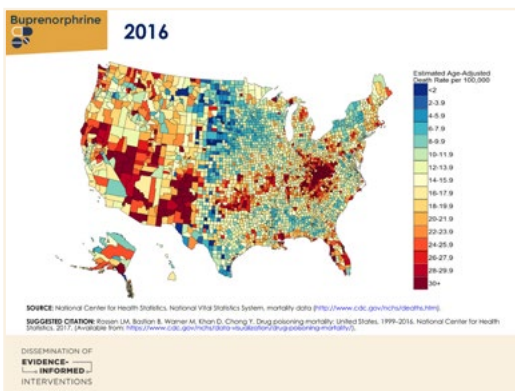 Buprenorphrine
2016
Estimated Age-Adjusted
Death Rate per 100,000
<2
2-3.9
4-5.9
6-7.9
8-9.9
10-11.9
12-13.9
14-15.9
16-17.9
18-19.9
20-21.9
22-23.9
24-25.9
26-27.9
28-29.9
30+
SOURCE: National Center for Health Statistics, National Vital Statistics System, mortality data (http://www.cdc.gov/nchs/deaths.htm).
SUGGESTED CITATION: Rossen LM, Bastian B, Warner M, Khan D, Chong Y. Drug poisoning mortality: United States, 1999–2016. National Center for Health
Statistics. 2017. (Available from: https://www.cdc.gov/nchs/data-visualization/drug-poisoning-mortality/).
DISSEMINATION OF
EVIDENCE-
INFORMED
INTERVENTIONS